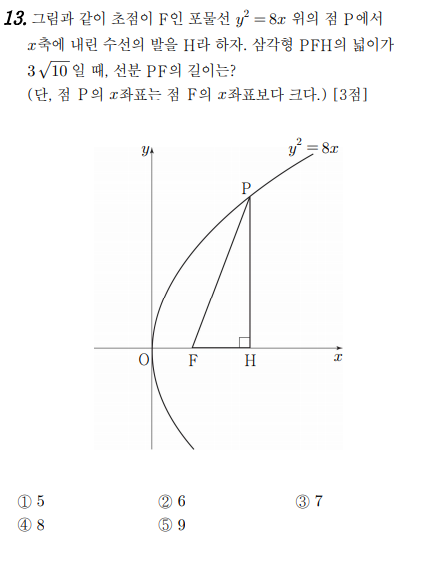 13. 그림과 같이 초점이 F인 포물선 y² = 8x 위의 점 P에서
x축에 내린 수선의 발을 H라 하자. 삼각형 PFH의 넓이가
3√10 일 때, 선분 PF의 길이는?
(단, 점 P의 x좌표는 점 F의 x좌표보다 크다.) [3점]
y y² = 8x
P
O F H x
① 5 ② 6 ③ 7
④ 8 ⑤ 9